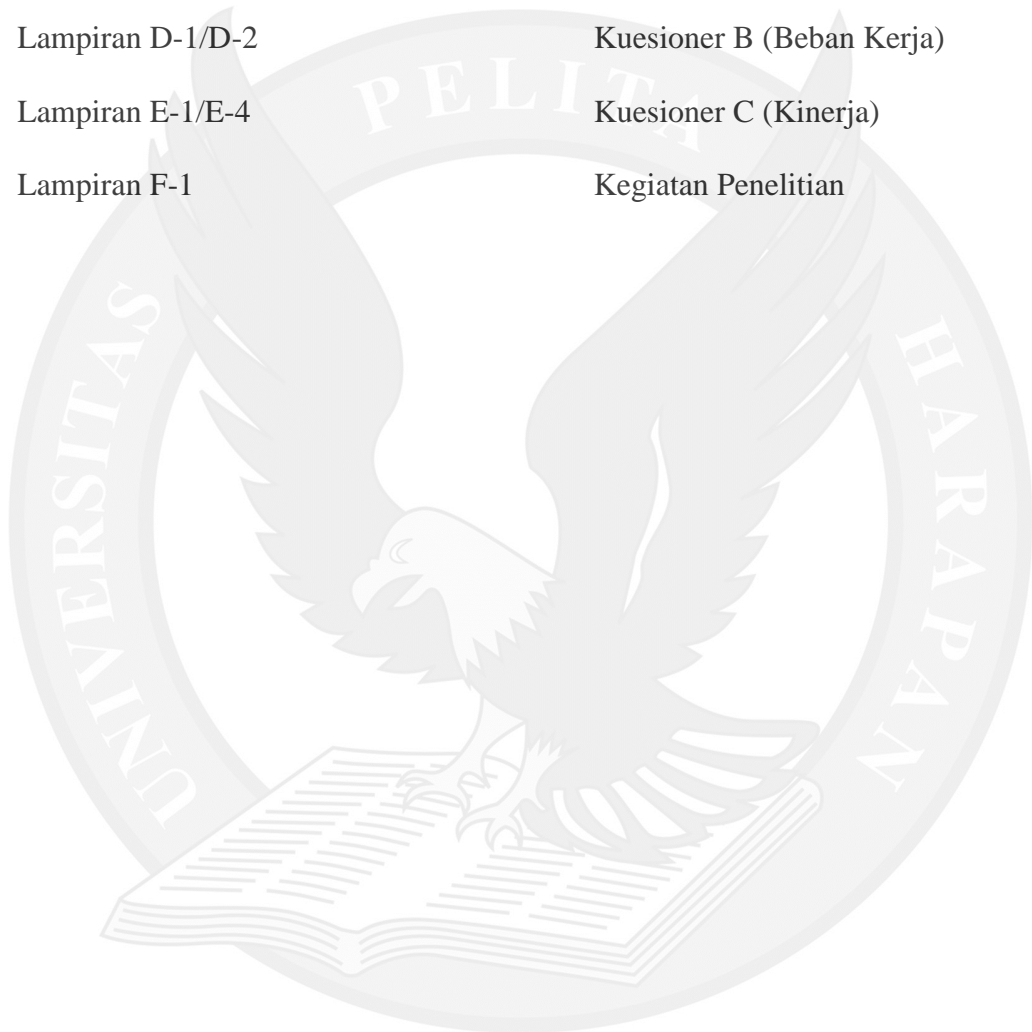 Lampiran D-1/D-2 Kuesioner B (Beban Kerja)
Lampiran E-1/E-4 Kuesioner C (Kinerja)
Lampiran F-1 Kegiatan Penelitian
UNIVERSITAS PELITA HARAPAN